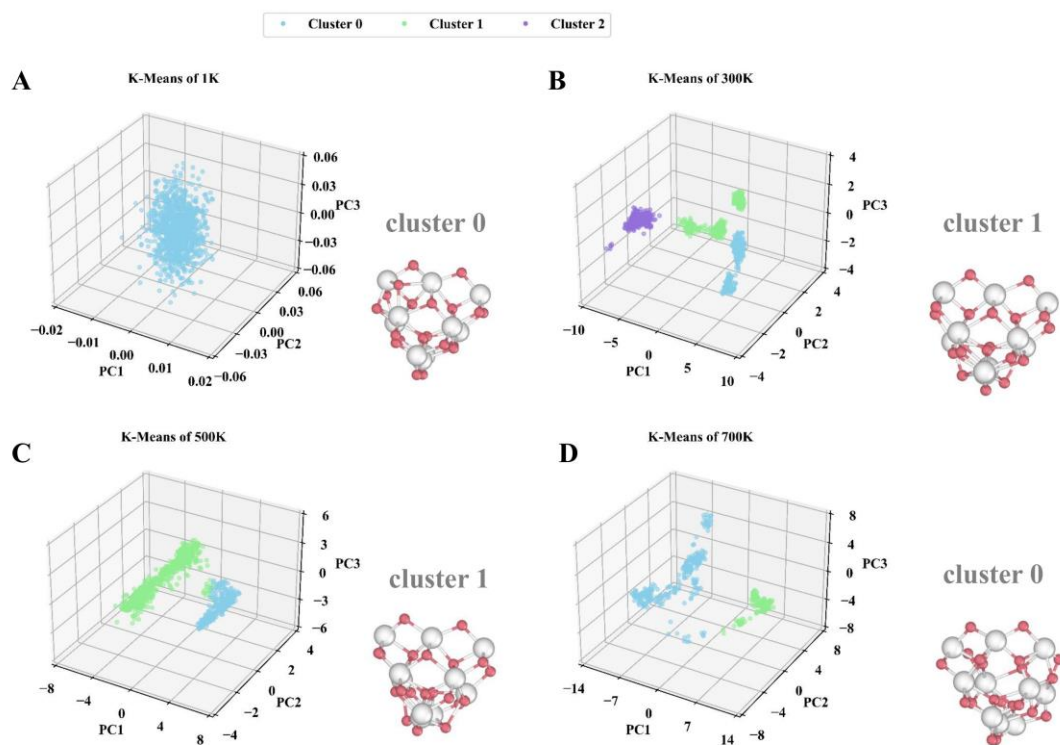 Cluster 0 Cluster 1 Cluster 2
A
K-Means of 1K
0.06
0.03
0.00
−0.03
−0.06
PC3
0.06
0.03
0.00
−0.03
−0.06
PC2
−0.02
−0.01
0.00
0.01
0.02
PC1
cluster 0
B
K-Means of 300K
4
2
0
−2
−4
PC3
4
2
0
−2
−4
PC2
−10
−5
0
5
10
PC1
cluster 1
C
K-Means of 500K
6
3
0
−3
−6
PC3
4
2
0
−2
−4
PC2
−8
−4
0
4
8
PC1
cluster 1
D
K-Means of 700K
8
4
0
−4
−8
PC3
8
4
0
−4
−8
PC2
−14
−7
0
7
14
PC1
cluster 0